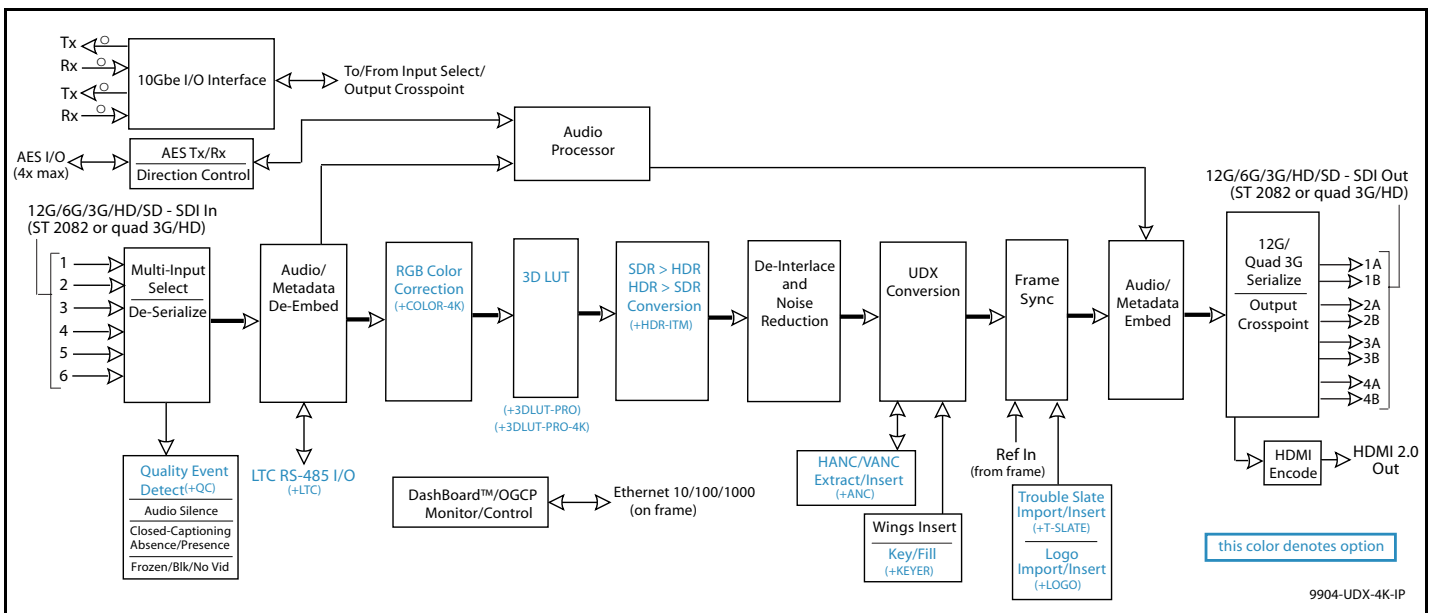 Tx
Rx
Tx
Rx
10Gbe I/O Interface
To/From Input Select/
Output Crosspoint
AES I/O
(4x max)
AES Tx/Rx
Direction Control
Audio
Processor
12G/6G/3G/HD/SD - SDI In
(ST 2082 or quad 3G/HD)
12G/6G/3G/HD/SD - SDI Out
(ST 2082 or quad 3G/HD)
1
2
3
4
5
6
Multi-Input
Select
De-Serialize
Audio/
Metadata
De-Embed
RGB Color
Correction
(+COLOR-4K)
3D LUT
(+3DLUT-PRO)
(+3DLUT-PRO-4K)
SDR > HDR
HDR > SDR
Conversion
(+HDR-ITM)
De-Interlace
and
Noise
Reduction
UDX
Conversion
Frame
Sync
Audio/
Metadata
Embed
12G/
Quad 3G
Serialize
Output
Crosspoint
1A
1B
2A
2B
3A
3B
4A
4B
Quality Event
Detect(+QC)
Audio Silence
Closed-Captioning
Absence/Presence
Frozen/Blk/No Vid
LTC RS-485 I/O
(+LTC)
DashBoard™/OGCP
Monitor/Control
Ethernet 10/100/1000
(on frame)
HANC/VANC
Extract/Insert
(+ANC)
Wings Insert
Key/Fill
(+KEYER)
Ref In
(from frame)
Trouble Slate
Import/Insert
(+T-SLATE)
Logo
Import/Insert
(+LOGO)
HDMI
Encode
HDMI 2.0
Out
this color denotes option
9904-UDX-4K-IP